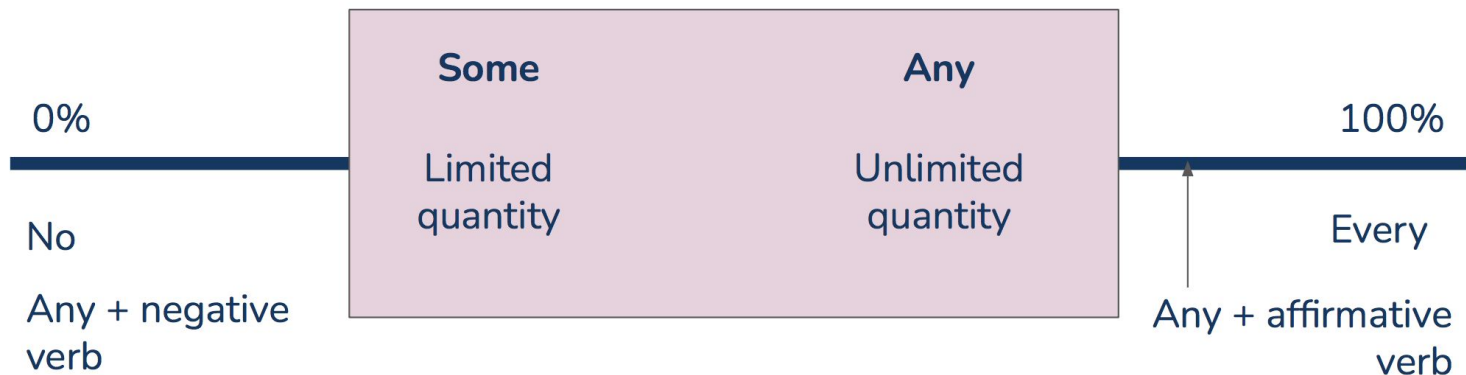 Some
Any
0%
100%
Limited
quantity
Unlimited
quantity
No
Every
Any + negative
verb
Any + affirmative
verb